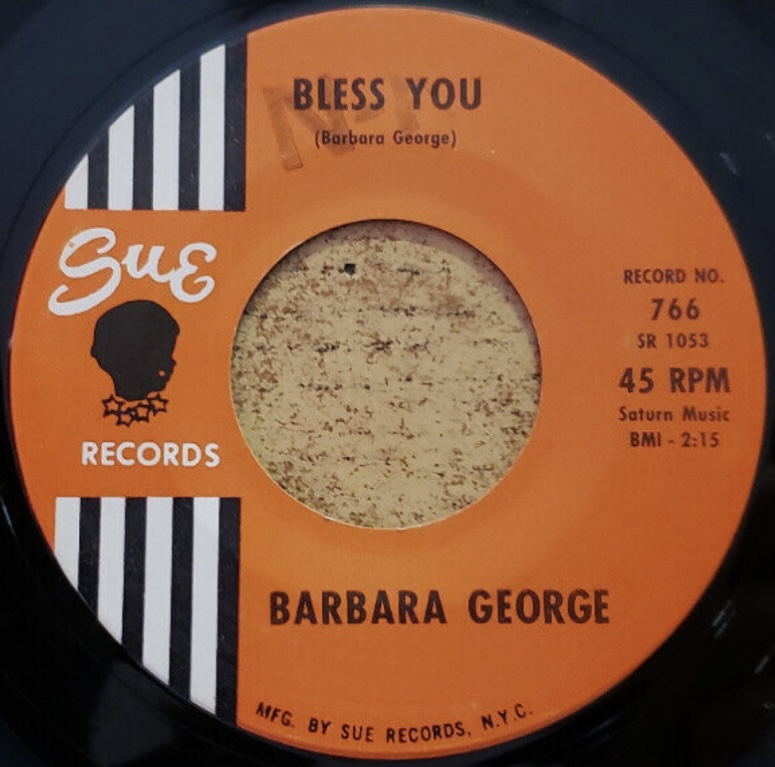 BLESS YOU
(Barbara George)
Sue
RECORDS
RECORD NO.
766
SR 1053
45 RPM
Saturn Music
BMI - 2:15
BARBARA GEORGE
MFG. BY SUE RECORDS, N.Y.C.